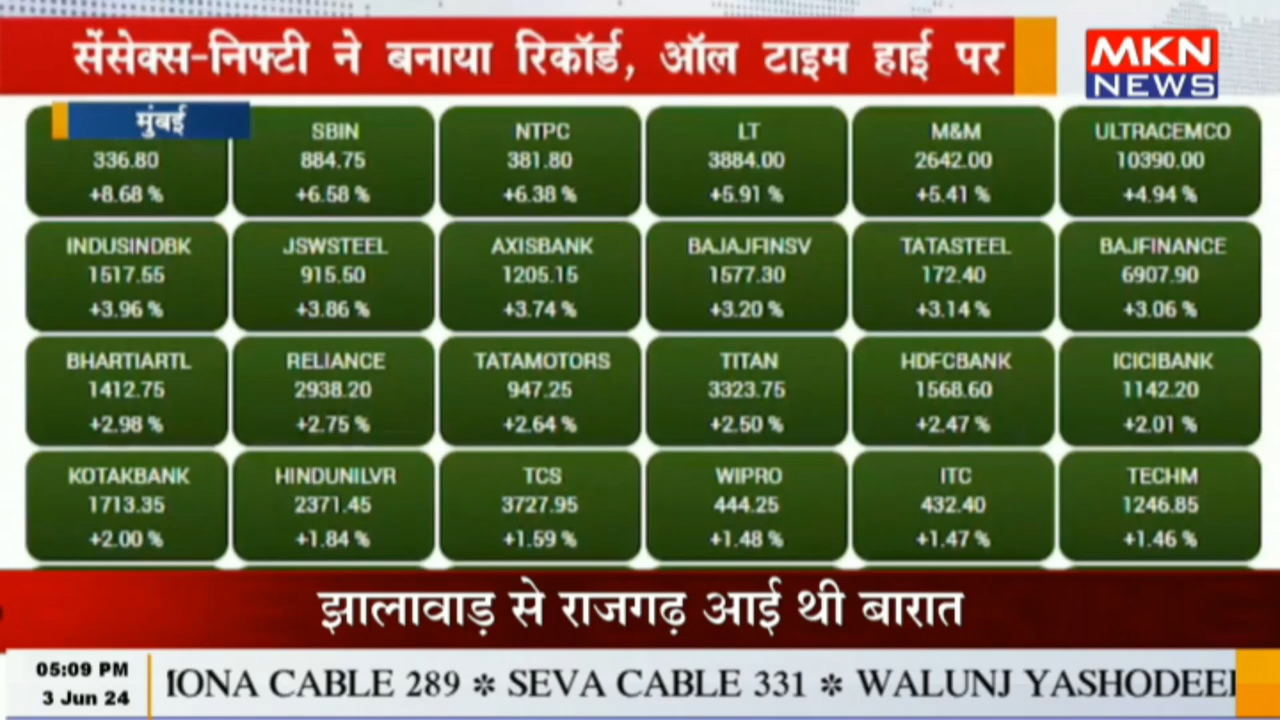 सेंसेक्स-निफ्टी ने बनाया रिकॉर्ड, ऑल टाइम हाई पर
MKN
NEWS
मुंबई
SBIN NTPC LT M&M ULTRACEMCO
336.80 884.75 381.80 3884.00 2642.00 10390.00
+8.68 % +6.58 % +6.38 % +5.91 % +5.41 % +4.94 %
INDUSINDBK JSWSTEEL AXISBANK BAJAJFINSV TATASTEEL BAJFINANCE
1517.55 915.50 1205.15 1577.30 172.40 6907.90
+3.96 % +3.86 % +3.74 % +3.20 % +3.14 % +3.06 %
BHARTIARTL RELIANCE TATAMOTORS TITAN HDFCBANK ICICIBANK
1412.75 2938.20 947.25 3323.75 1568.60 1142.20
+2.98 % +2.75 % +2.64 % +2.50 % +2.47 % +2.01 %
KOTAKBANK HINDUNILVR TCS WIPRO ITC TECHM
1713.35 2371.45 3727.95 444.25 432.40 1246.85
+2.00 % +1.84 % +1.59 % +1.48 % +1.47 % +1.46 %
झालावाड़ से राजगढ़ आई थी बारात
05:09 PM
3 Jun 24
IONA CABLE 289 * SEVA CABLE 331 * WALUNJ